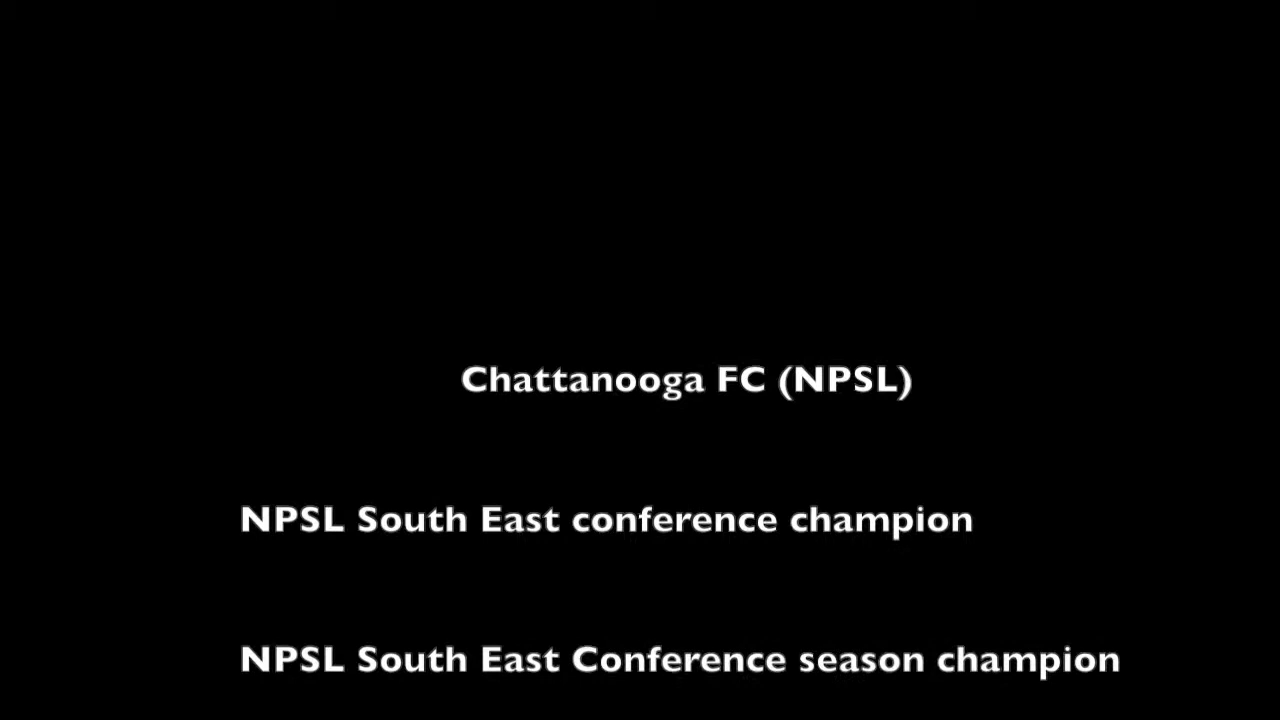 Chattanooga FC (NPSL)
NPSL South East conference champion
NPSL South East Conference season champion